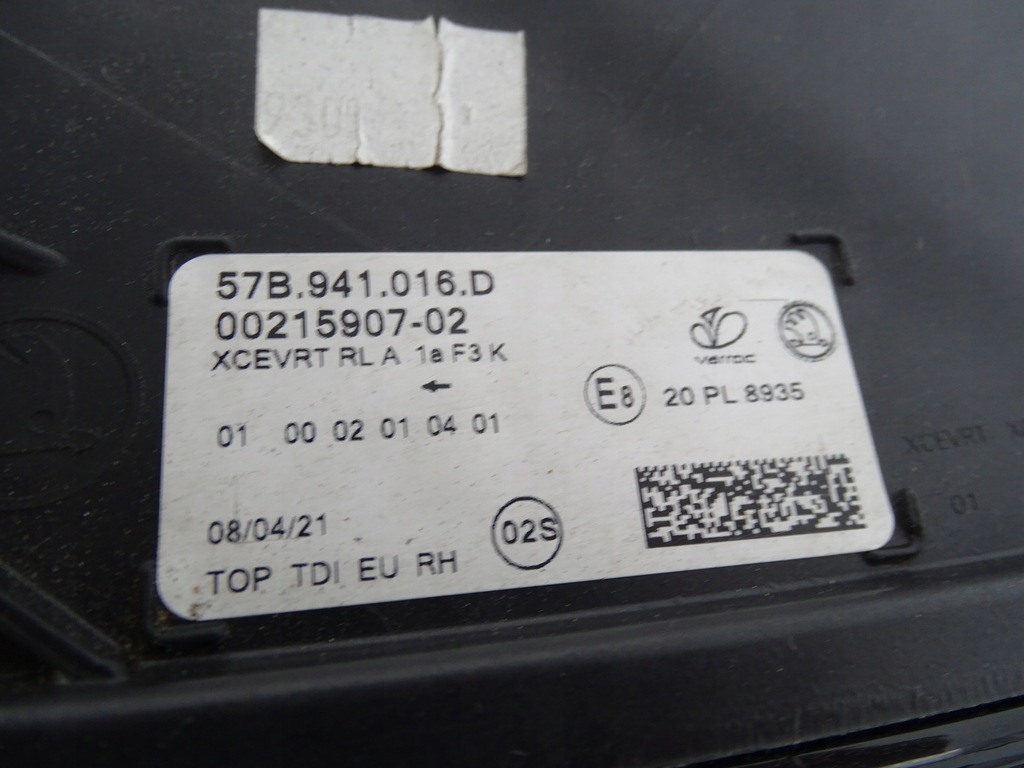 9300
57B.941.016.D
00215907-02
XCEVRT RL A 1a F3 K
varroc
E8 20 PL 8935
01 00 02 01 04 01
08/04/21
02S
TOP TDI EU RH
XCEVRT
01